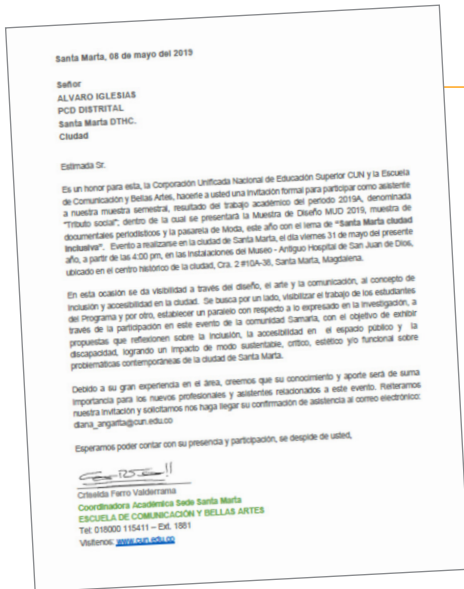 Santa Marta, 08 de mayo del 2019
Señor
ALVARO IGLESIAS
PCD DISTRITAL
Santa Marta DTHC.
Ciudad
Estimada Sr.
Es un honor para esta, la Corporación Unificada Nacional de Educación Superior CUN y la Escuela
de Comunicación y Bellas Artes, hacerle a usted una invitación formal para participar como asistente
a nuestra muestra semestral, resultado del trabajo académico del periodo 2019A, denominada
"Tributo social"; dentro de la cual se presentará la Muestra de Diseño MUD 2019, muestra de
documentales periodísticos y la pasarela de Moda, este año con el lema de "Santa Marta ciudad
inclusiva". Evento a realizarse en la ciudad de Santa Marta, el día viernes 31 de mayo del presente
año, a partir de las 4:00 pm, en las instalaciones del Museo - Antiguo Hospital de San Juan de Dios,
ubicado en el centro histórico de la ciudad, Cra. 2 #10A-38, Santa Marta, Magdalena.
En esta ocasión se da visibilidad a través del diseño, el arte y la comunicación, al concepto de
inclusión y accesibilidad en la ciudad. Se busca por un lado, visibilizar el trabajo de los estudiantes
del Programa y por otro, establecer un paralelo con respecto a lo expresado en la investigación, a
través de la participación en este evento de la comunidad Samaria, con el objetivo de exhibir
propuestas que reflexionen sobre la inclusión, la accesibilidad en el espacio público y la
discapacidad, logrando un impacto de modo sustentable, crítico, estético y/o funcional sobre
problemáticas contemporáneas de la ciudad de Santa Marta.
Debido a su gran experiencia en el área, creemos que su conocimiento y aporte será de suma
importancia para los nuevos profesionales y asistentes relacionados a este evento. Reiteramos
nuestra invitación y solicitamos nos haga llegar su confirmación de asistencia al correo electrónico:
diana_angarita@cun.edu.co
Esperamos poder contar con su presencia y participación, se despide de usted,
Criselda Ferro Valderrama
Coordinadora Académica Sede Santa Marta
ESCUELA DE COMUNICACIÓN Y BELLAS ARTES
Tel: 018000 115411 – Ext. 1881
Visítenos: www.cun.edu.co